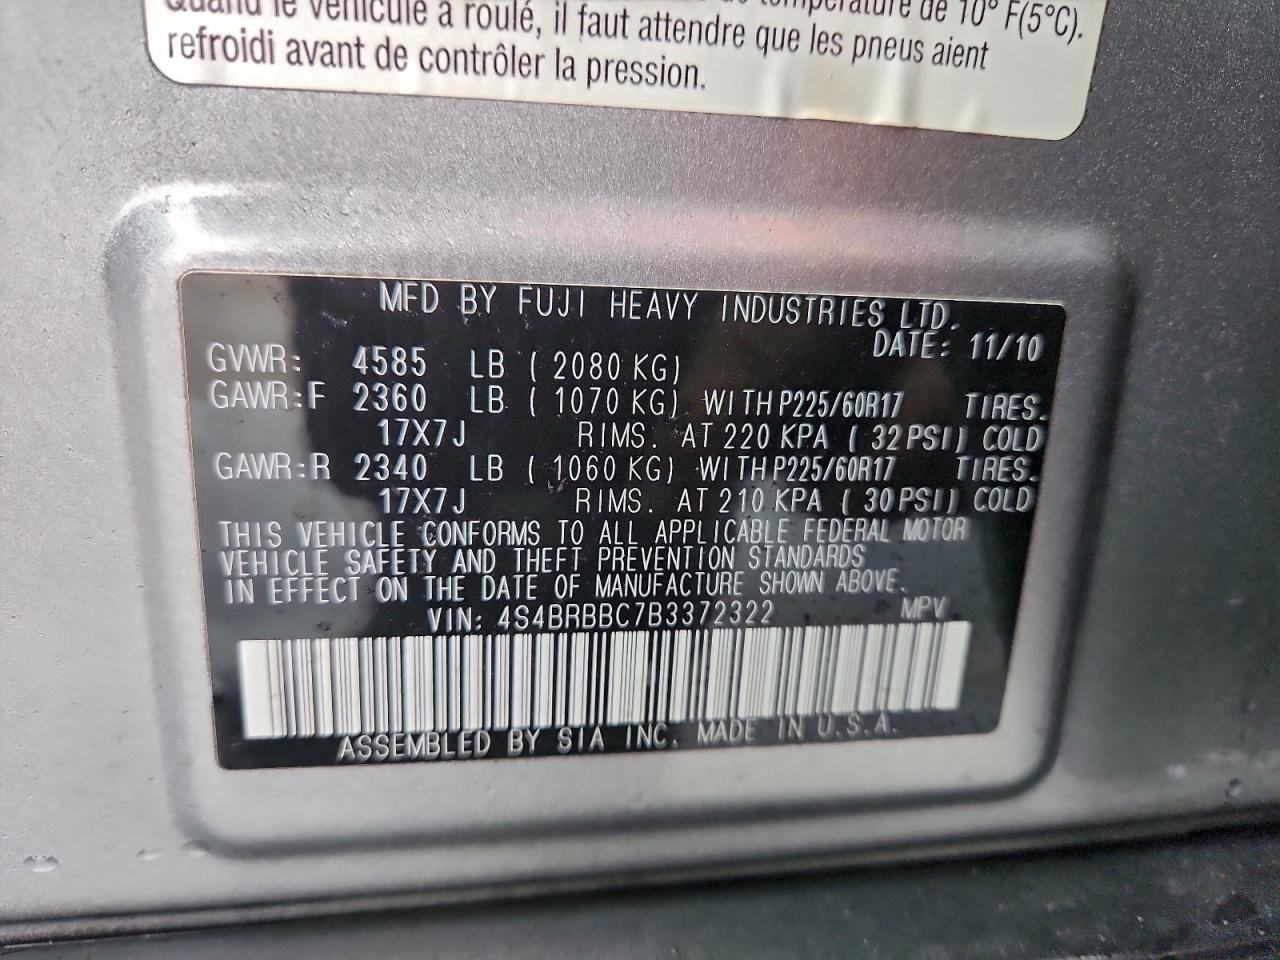 température de 10° F(5°C).
Quand le véhicule a roulé, il faut attendre que les pneus aient
refroidi avant de contrôler la pression.
MFD BY FUJI HEAVY INDUSTRIES LTD.
DATE: 11/10
GVWR: 4585 LB ( 2080 KG)
GAWR:F 2360 LB ( 1070 KG) WITH P225/60R17 TIRES.
17X7J RIMS. AT 220 KPA ( 32 PSI) COLD
GAWR:R 2340 LB ( 1060 KG) WITH P225/60R17 TIRES.
17X7J RIMS. AT 210 KPA ( 30 PSI) COLD
THIS VEHICLE CONFORMS TO ALL APPLICABLE FEDERAL MOTOR
VEHICLE SAFETY AND THEFT PREVENTION STANDARDS
IN EFFECT ON THE DATE OF MANUFACTURE SHOWN ABOVE.
VIN: 4S4BRBBC7B3372322 MPV
ASSEMBLED BY SIA INC. MADE IN U.S.A.